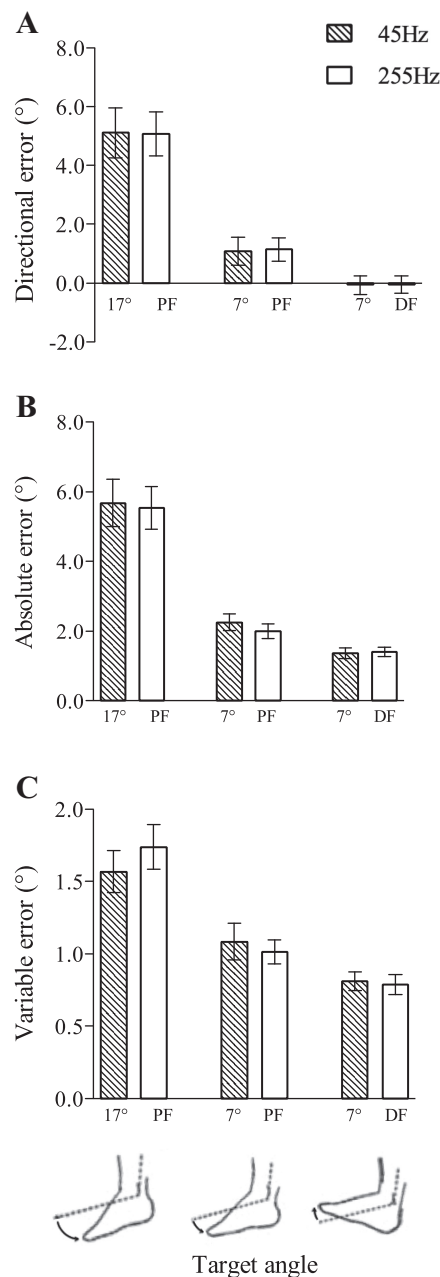 A
8.0
6.0
4.0
2.0
0.0
-2.0
Directional error (°)
45Hz
255Hz
17° PF 7° PF 7° DF
B
8.0
6.0
4.0
2.0
0.0
Absolute error (°)
17° PF 7° PF 7° DF
C
2.0
1.5
1.0
0.5
0.0
Variable error (°)
17° PF 7° PF 7° DF
Target angle